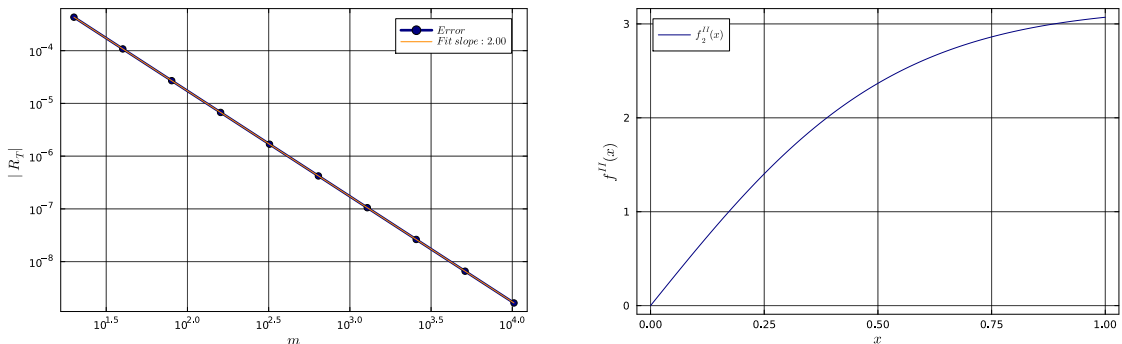 10^{-4}
10^{-5}
10^{-6}
10^{-7}
10^{-8}
|R_T|
Error
Fit slope : 2.00
10^{1.5}
10^{2.0}
10^{2.5}
10^{3.0}
10^{3.5}
10^{4.0}
m
3
2
1
0
f^{II}(x)
f_2^{II}(x)
0.00
0.25
0.50
0.75
1.00
x